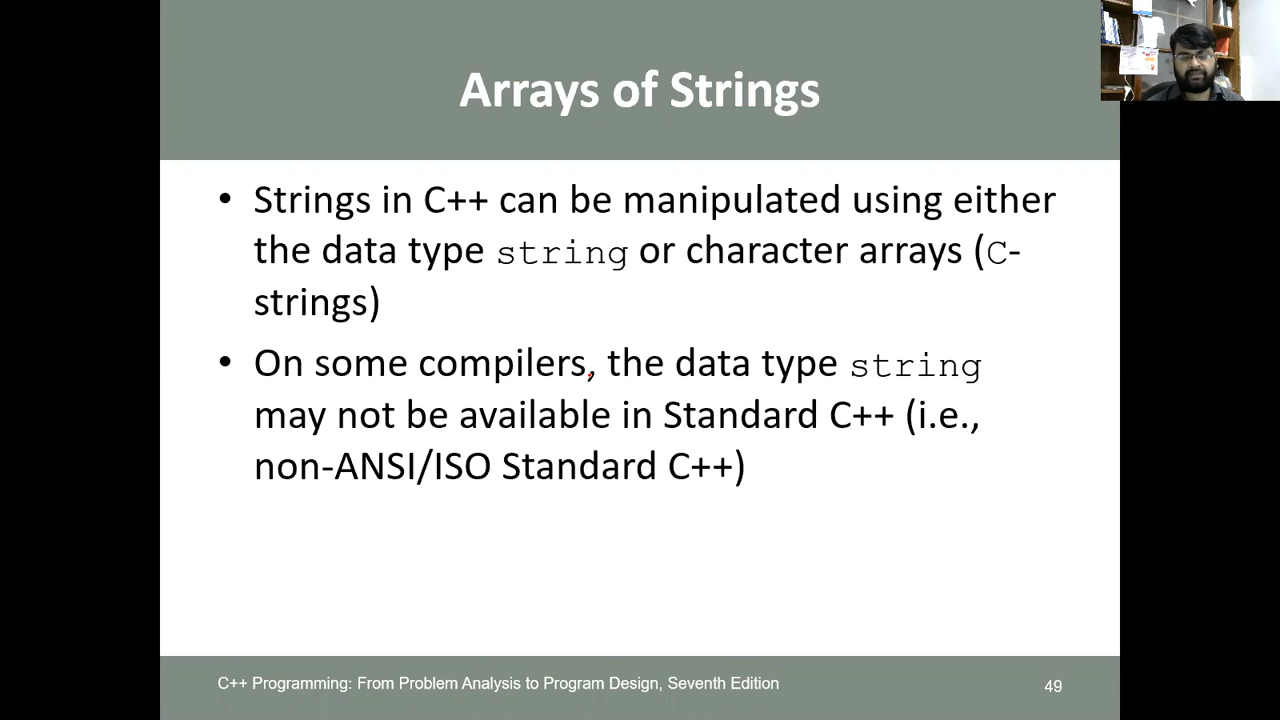 Arrays of Strings
• Strings in C++ can be manipulated using either
the data type string or character arrays (C-
strings)
• On some compilers, the data type string
may not be available in Standard C++ (i.e.,
non-ANSI/ISO Standard C++)
C++ Programming: From Problem Analysis to Program Design, Seventh Edition
49